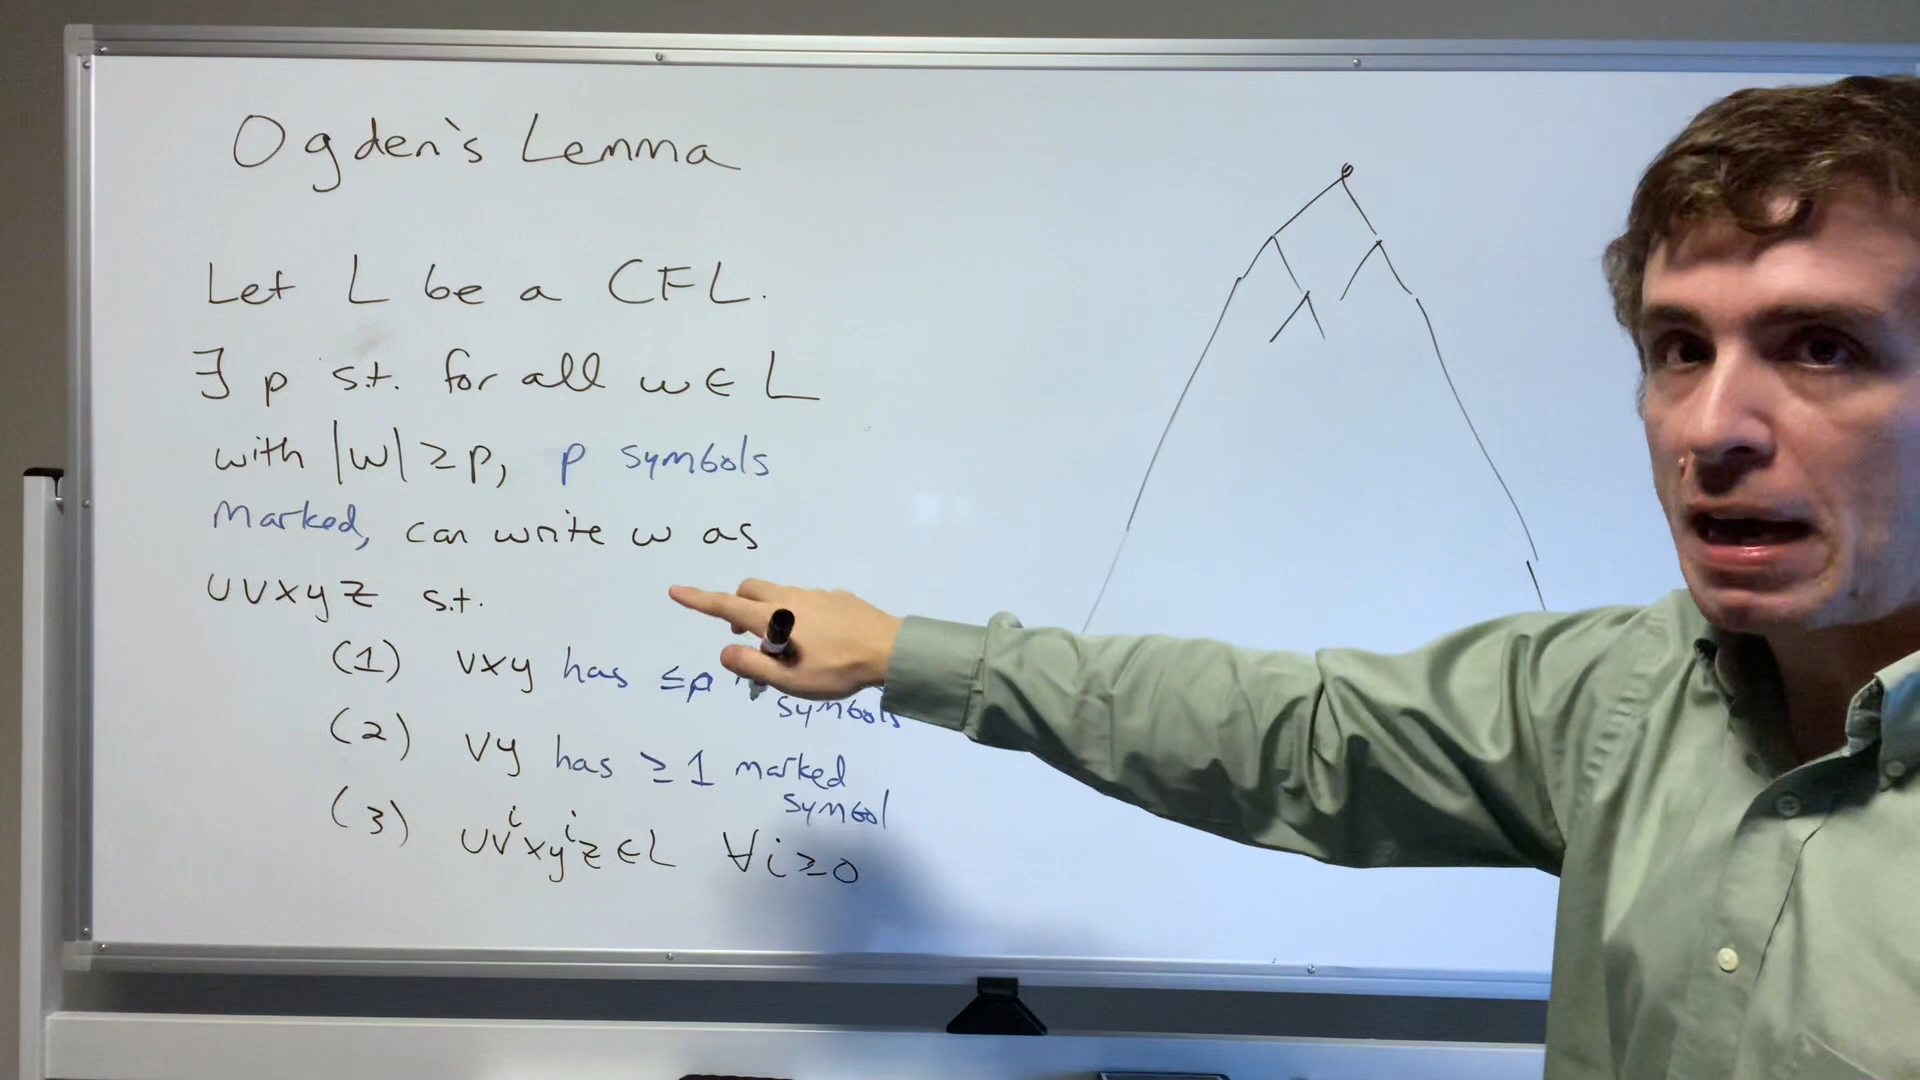 Ogden's Lemma
Let L be a CFL.
∃ p s.t. for all w ∈ L
with |w| ≥ p, p symbols
marked, can write w as
uvxyz s.t.
(1) vxy has ≤p
symbols
(2) vy has ≥ 1 marked
symbol
(3) uvⁱxyⁱz ∈ L ∀i≥0